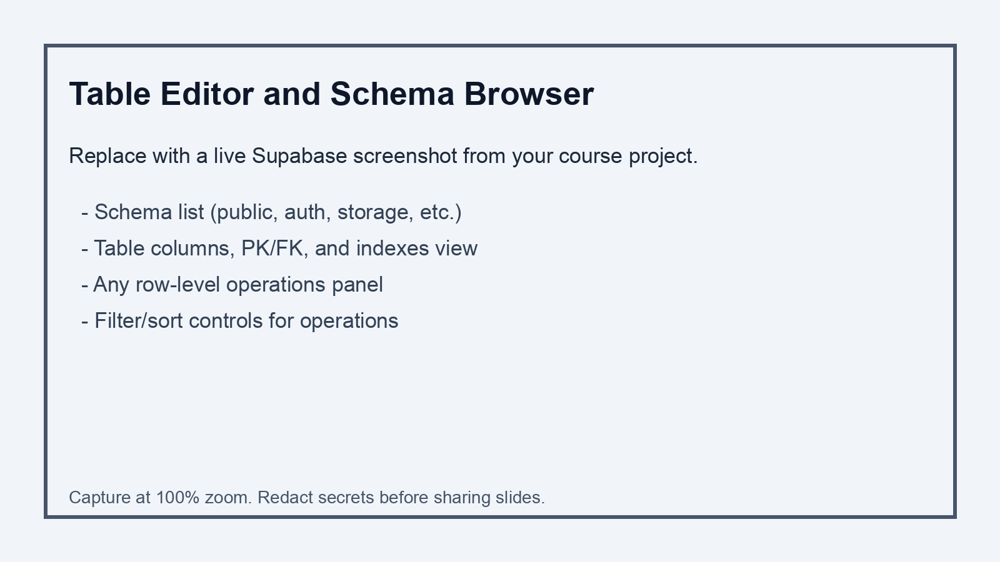 Table Editor and Schema Browser
Replace with a live Supabase screenshot from your course project.
- Schema list (public, auth, storage, etc.)
- Table columns, PK/FK, and indexes view
- Any row-level operations panel
- Filter/sort controls for operations
Capture at 100% zoom. Redact secrets before sharing slides.